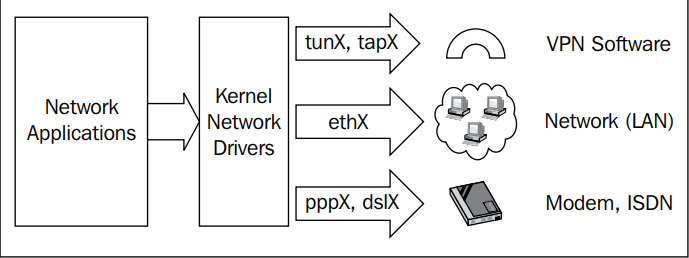 Network
Applications
Kernel
Network
Drivers
tunX, tapX
VPN Software
ethX
Network (LAN)
pppX, dslX
Modem, ISDN